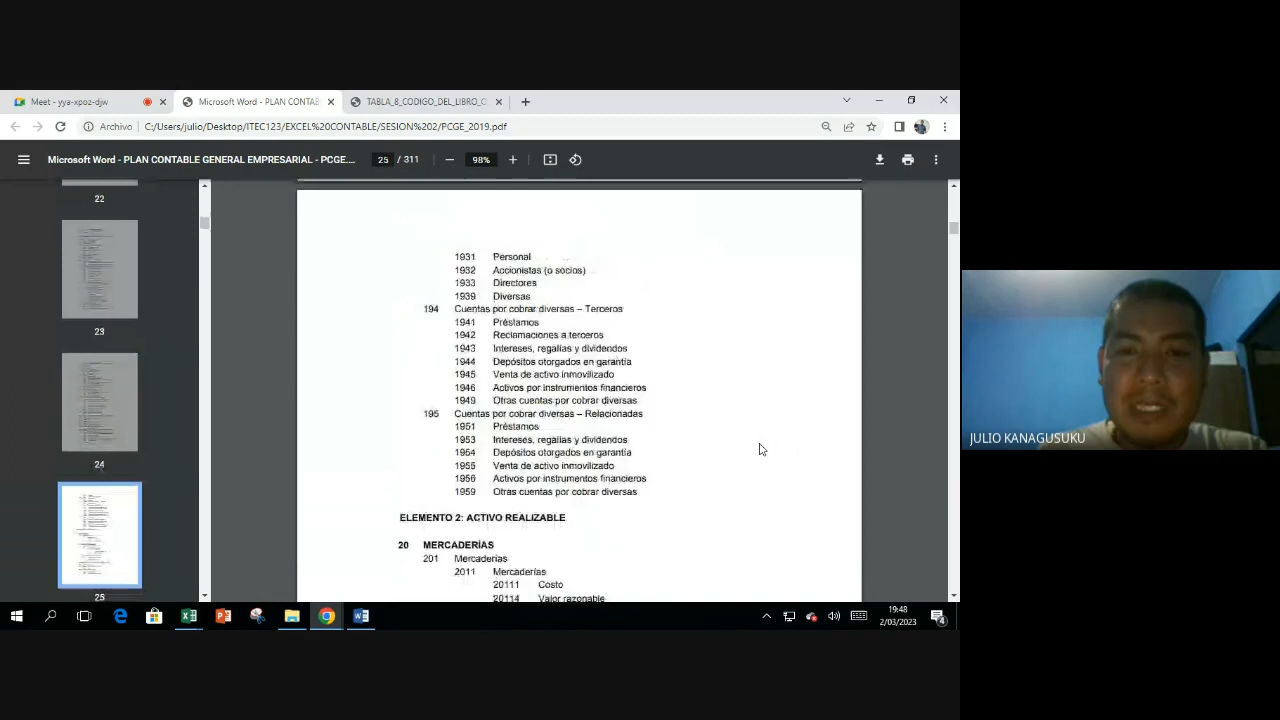 Meet - yya-xpoz-djw
Microsoft Word - PLAN CONTAB
TABLA_8_CODIGO_DEL_LIBRO_O
Archivo
C:/Users/julio/Desktop/ITEC123/EXCEL%20CONTABLE/SESION%202/PCGE_2019.pdf
Microsoft Word - PLAN CONTABLE GENERAL EMPRESARIAL - PCGE....
25 / 311
98%
22
23
24
25
1931 Personal
1932 Accionistas (o socios)
1933 Directores
1939 Diversas
194 Cuentas por cobrar diversas – Terceros
1941 Préstamos
1942 Reclamaciones a terceros
1943 Intereses, regalías y dividendos
1944 Depósitos otorgados en garantía
1945 Venta de activo inmovilizado
1946 Activos por instrumentos financieros
1949 Otras cuentas por cobrar diversas
195 Cuentas por cobrar diversas – Relacionadas
1951 Préstamos
1953 Intereses, regalías y dividendos
1954 Depósitos otorgados en garantía
1955 Venta de activo inmovilizado
1956 Activos por instrumentos financieros
1959 Otras cuentas por cobrar diversas
ELEMENTO 2: ACTIVO REALIZABLE
20 MERCADERÍAS
201 Mercaderías
2011 Mercaderías
20111 Costo
20114 Valor razonable
JULIO KANAGUSUKU
19:48
2/03/2023
4